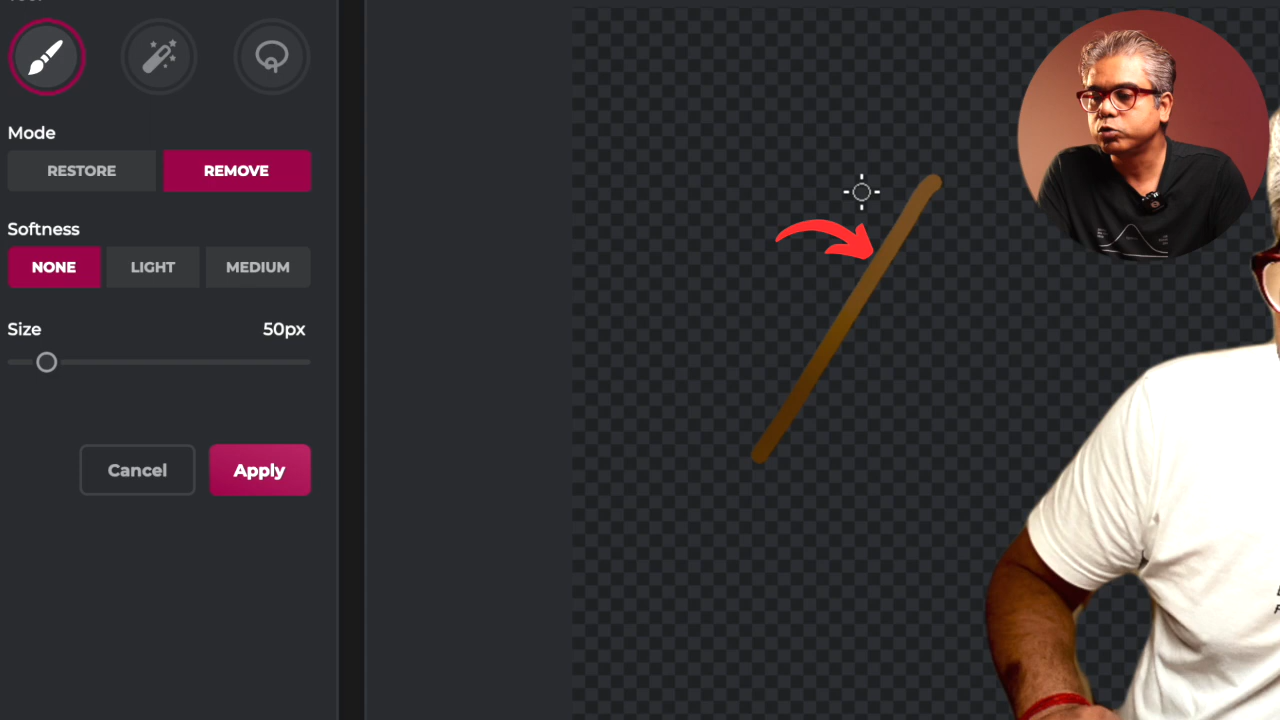 Mode
RESTORE REMOVE
Softness
NONE LIGHT MEDIUM
Size 50px
Cancel Apply